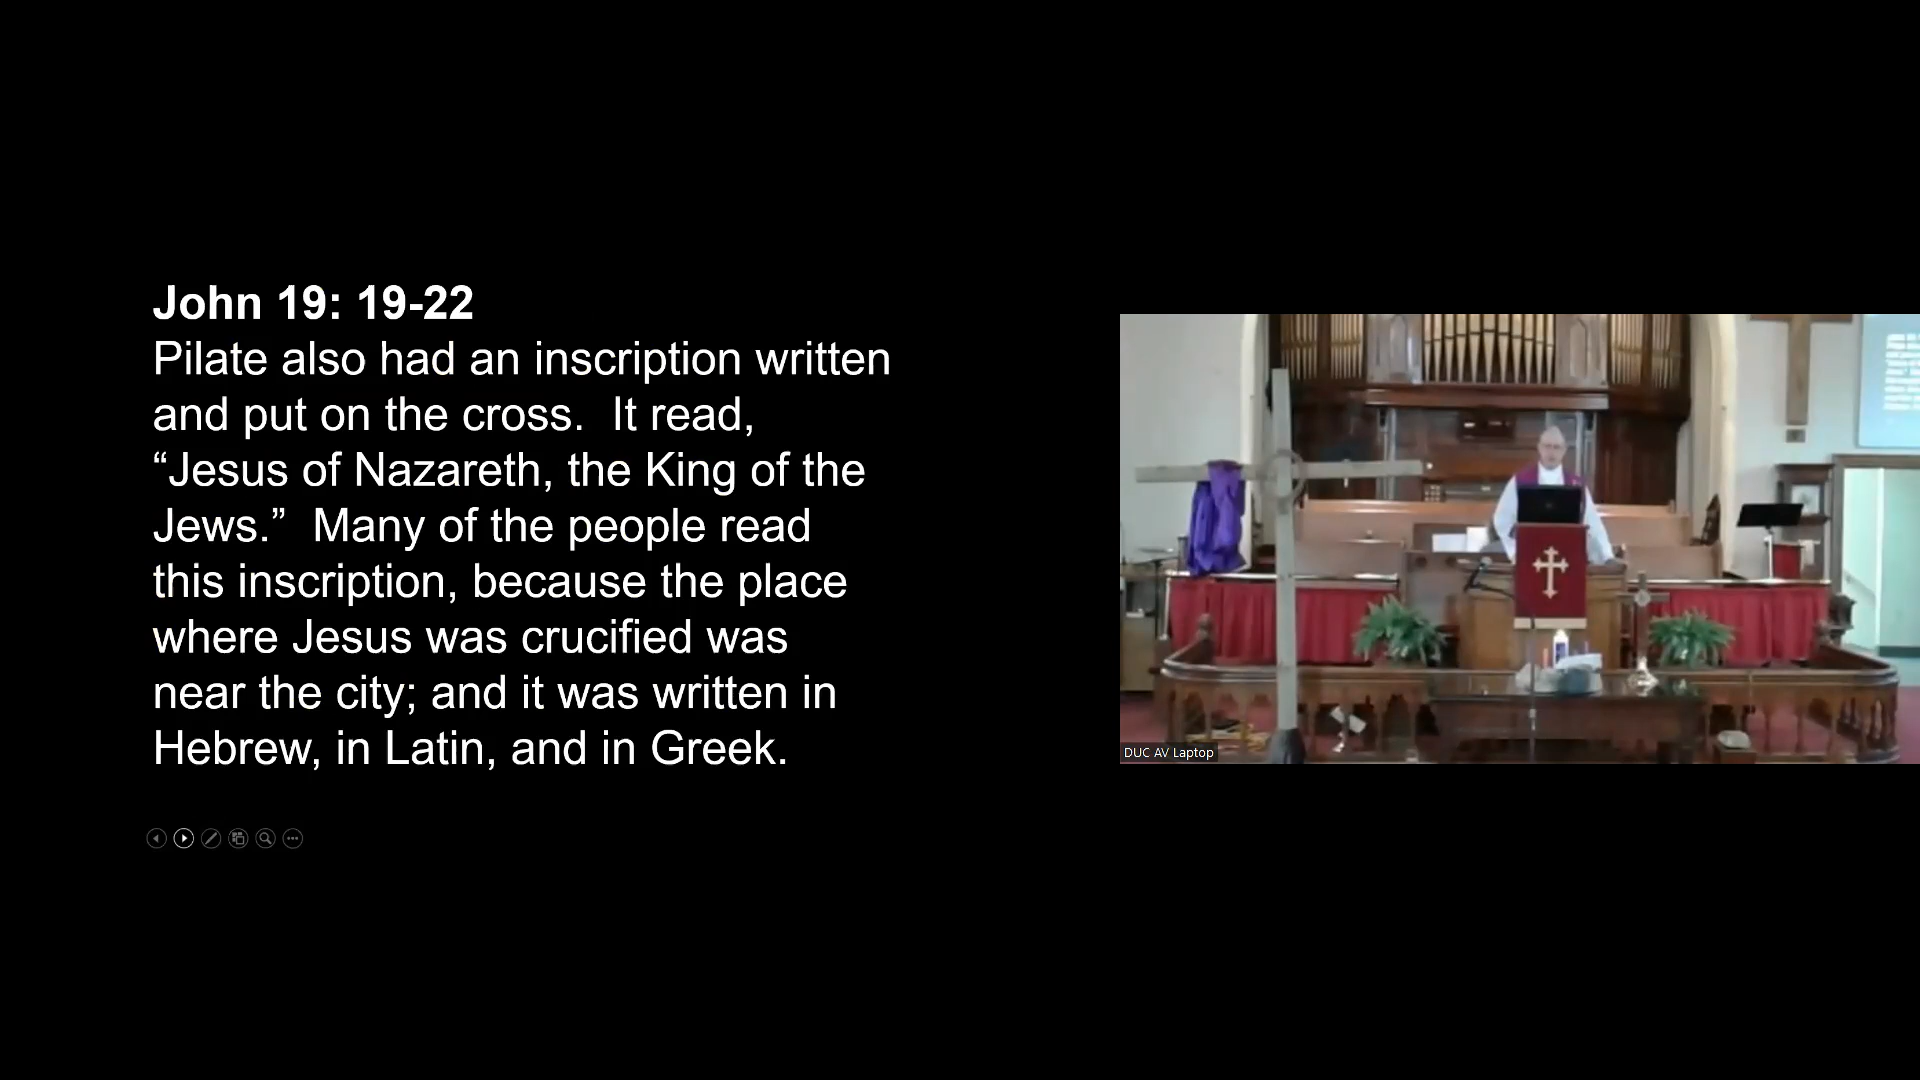 John 19: 19-22
Pilate also had an inscription written
and put on the cross.  It read,
“Jesus of Nazareth, the King of the
Jews.”  Many of the people read
this inscription, because the place
where Jesus was crucified was
near the city; and it was written in
Hebrew, in Latin, and in Greek.
DUC AV Laptop